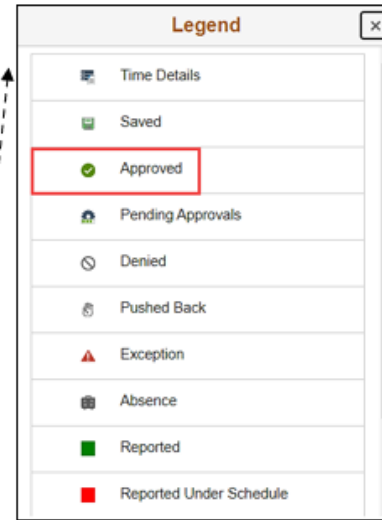 Legend
Time Details
Saved
Approved
Pending Approvals
Denied
Pushed Back
Exception
Absence
Reported
Reported Under Schedule